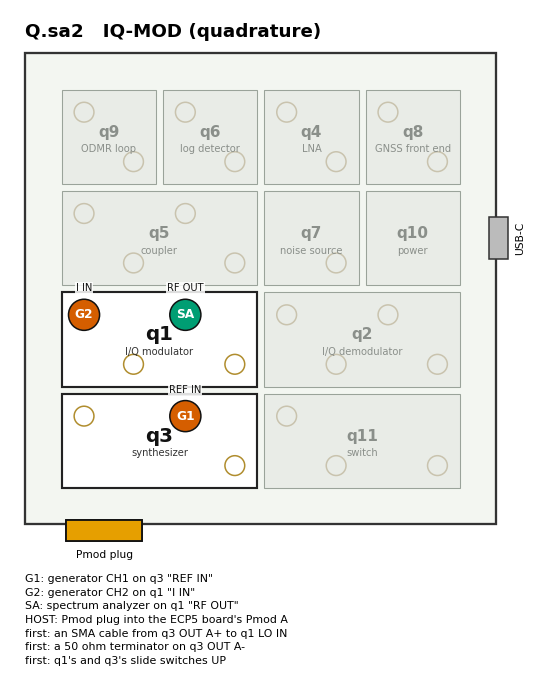 Q.sa2 IQ-MOD (quadrature)
q9
ODMR loop
q6
log detector
q4
LNA
q8
GNSS front end
q5
coupler
q7
noise source
q10
power
USB-C
I IN
RF OUT
G2
SA
q1
I/Q modulator
q2
I/Q demodulator
REF IN
G1
q3
synthesizer
q11
switch
Pmod plug
G1: generator CH1 on q3 "REF IN"
G2: generator CH2 on q1 "I IN"
SA: spectrum analyzer on q1 "RF OUT"
HOST: Pmod plug into the ECP5 board's Pmod A
first: an SMA cable from q3 OUT A+ to q1 LO IN
first: a 50 ohm terminator on q3 OUT A-
first: q1's and q3's slide switches UP